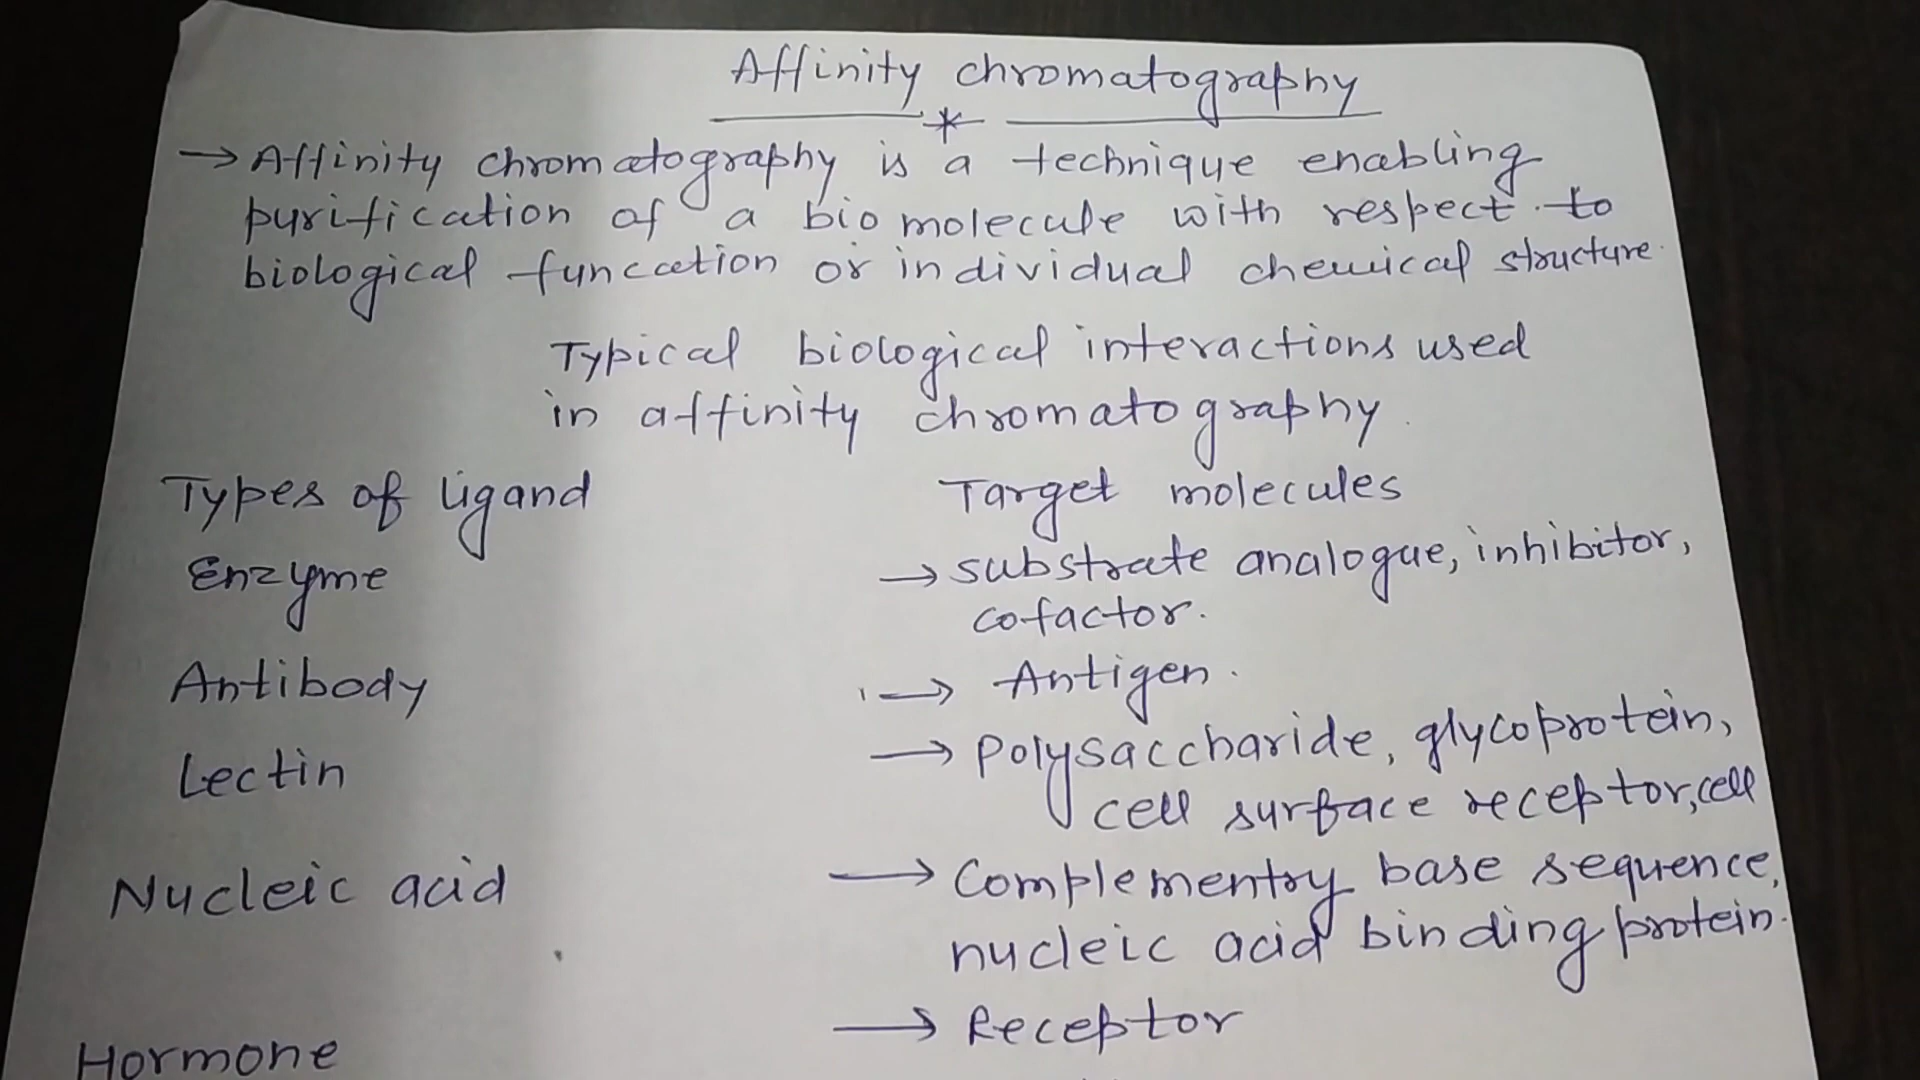 Affinity chromatography
*
→ Affinity chromatography is a technique enabling
purification of a biomolecule with respect to
biological function or individual chemical structure.
Typical biological interactions used
in affinity chromatography.
Types of ligand Target molecules
Enzyme → substrate analogue, inhibitor,
cofactor.
Antibody → Antigen.
Lectin → polysaccharide, glycoprotein,
cell surface receptor, cell
Nucleic acid → Complementry base sequence,
nucleic acid binding protein.
Hormone → Receptor